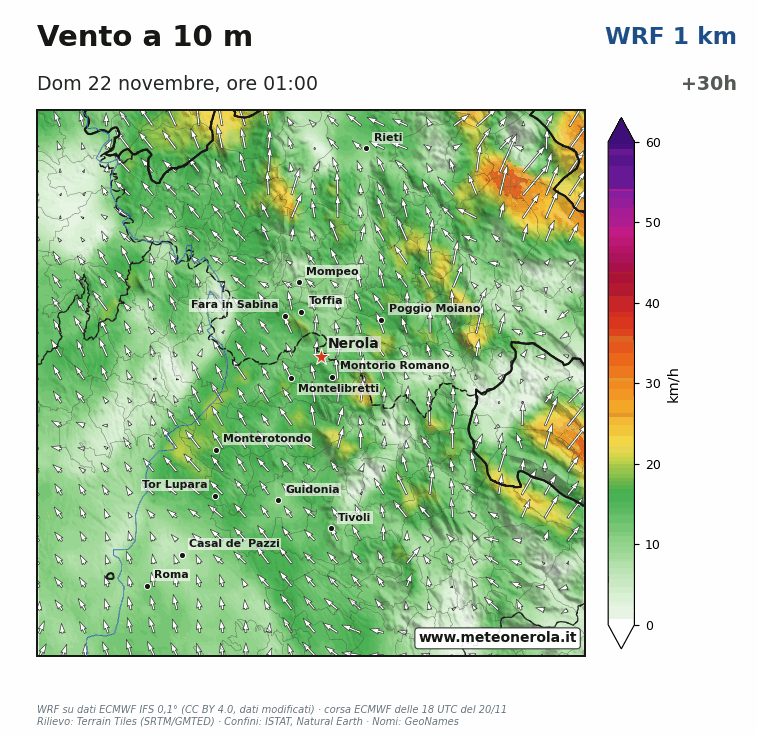 Vento a 10 m
WRF 1 km
Dom 22 novembre, ore 01:00
+30h
Rieti
Mompeo
Fara in Sabina
Toffia
Poggio Moiano
Nerola
Montorio Romano
Montelibretti
Monterotondo
Tor Lupara
Guidonia
Tivoli
Casal de' Pazzi
Roma
www.meteonerola.it
60
50
40
30
20
10
0
km/h
WRF su dati ECMWF IFS 0,1° (CC BY 4.0, dati modificati) · corsa ECMWF delle 18 UTC del 20/11
Rilievo: Terrain Tiles (SRTM/GMTED) · Confini: ISTAT, Natural Earth · Nomi: GeoNames